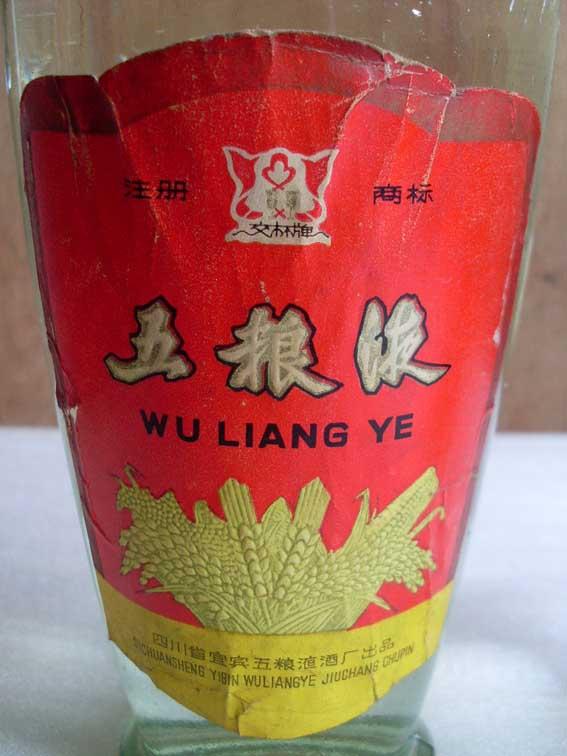 注册 商标
交杯牌
五粮液
WU LIANG YE
四川省宜宾五粮液酒厂出品
SICHUANSHENG YIBIN WULIANGYE JIUCHANG CHUPIN